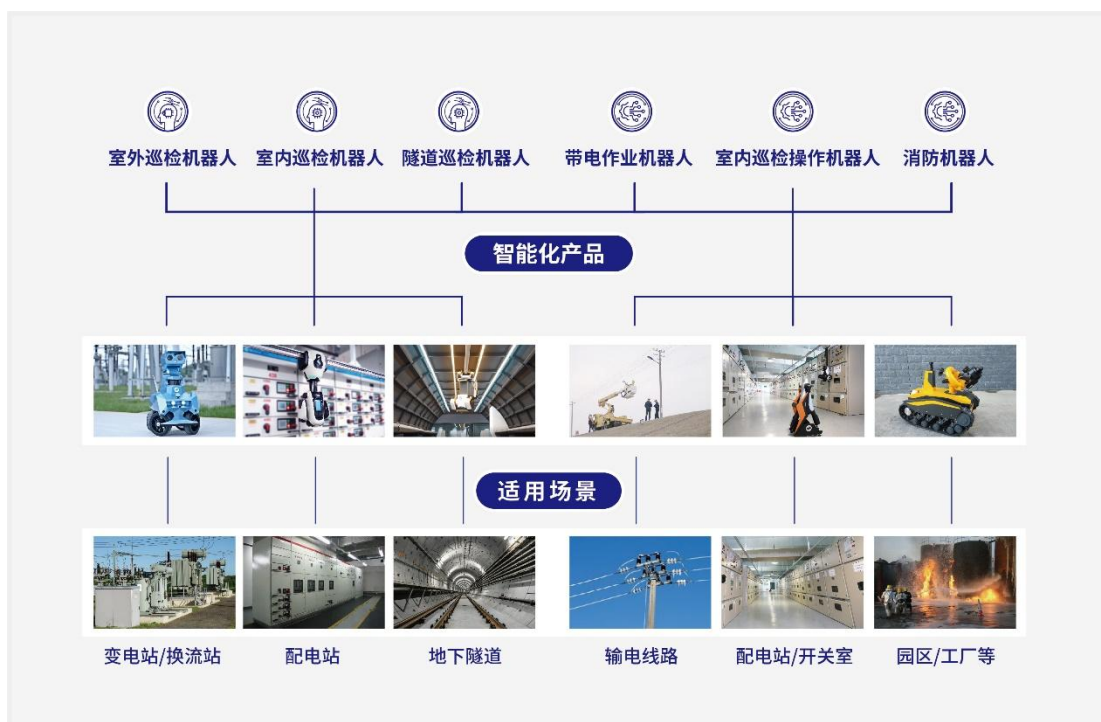 室外巡检机器人
室内巡检机器人
隧道巡检机器人
带电作业机器人
室内巡检操作机器人
消防机器人
智能化产品
适用场景
变电站/换流站
配电站
地下隧道
输电线路
配电站/开关室
园区/工厂等